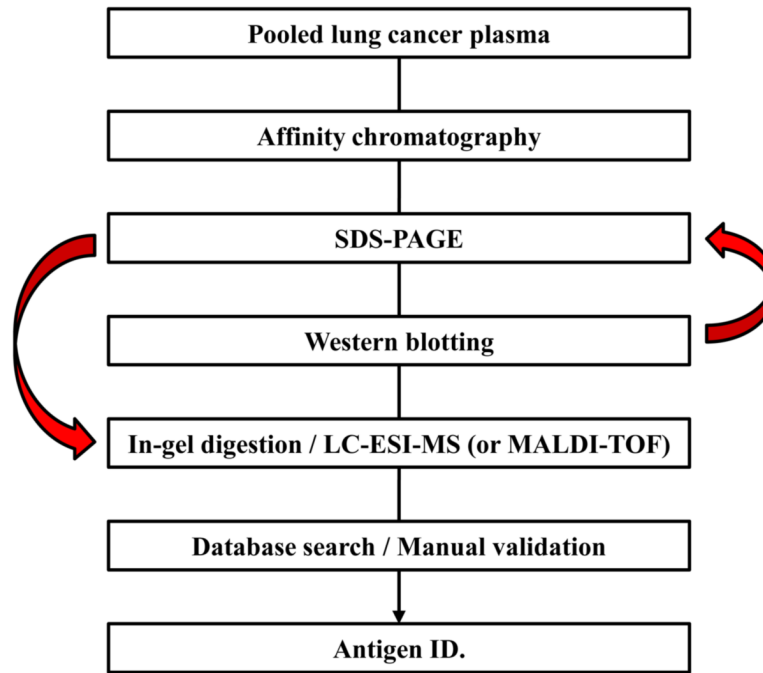 Pooled lung cancer plasma
Affinity chromatography
SDS-PAGE
Western blotting
In-gel digestion / LC-ESI-MS (or MALDI-TOF)
Database search / Manual validation
Antigen ID.